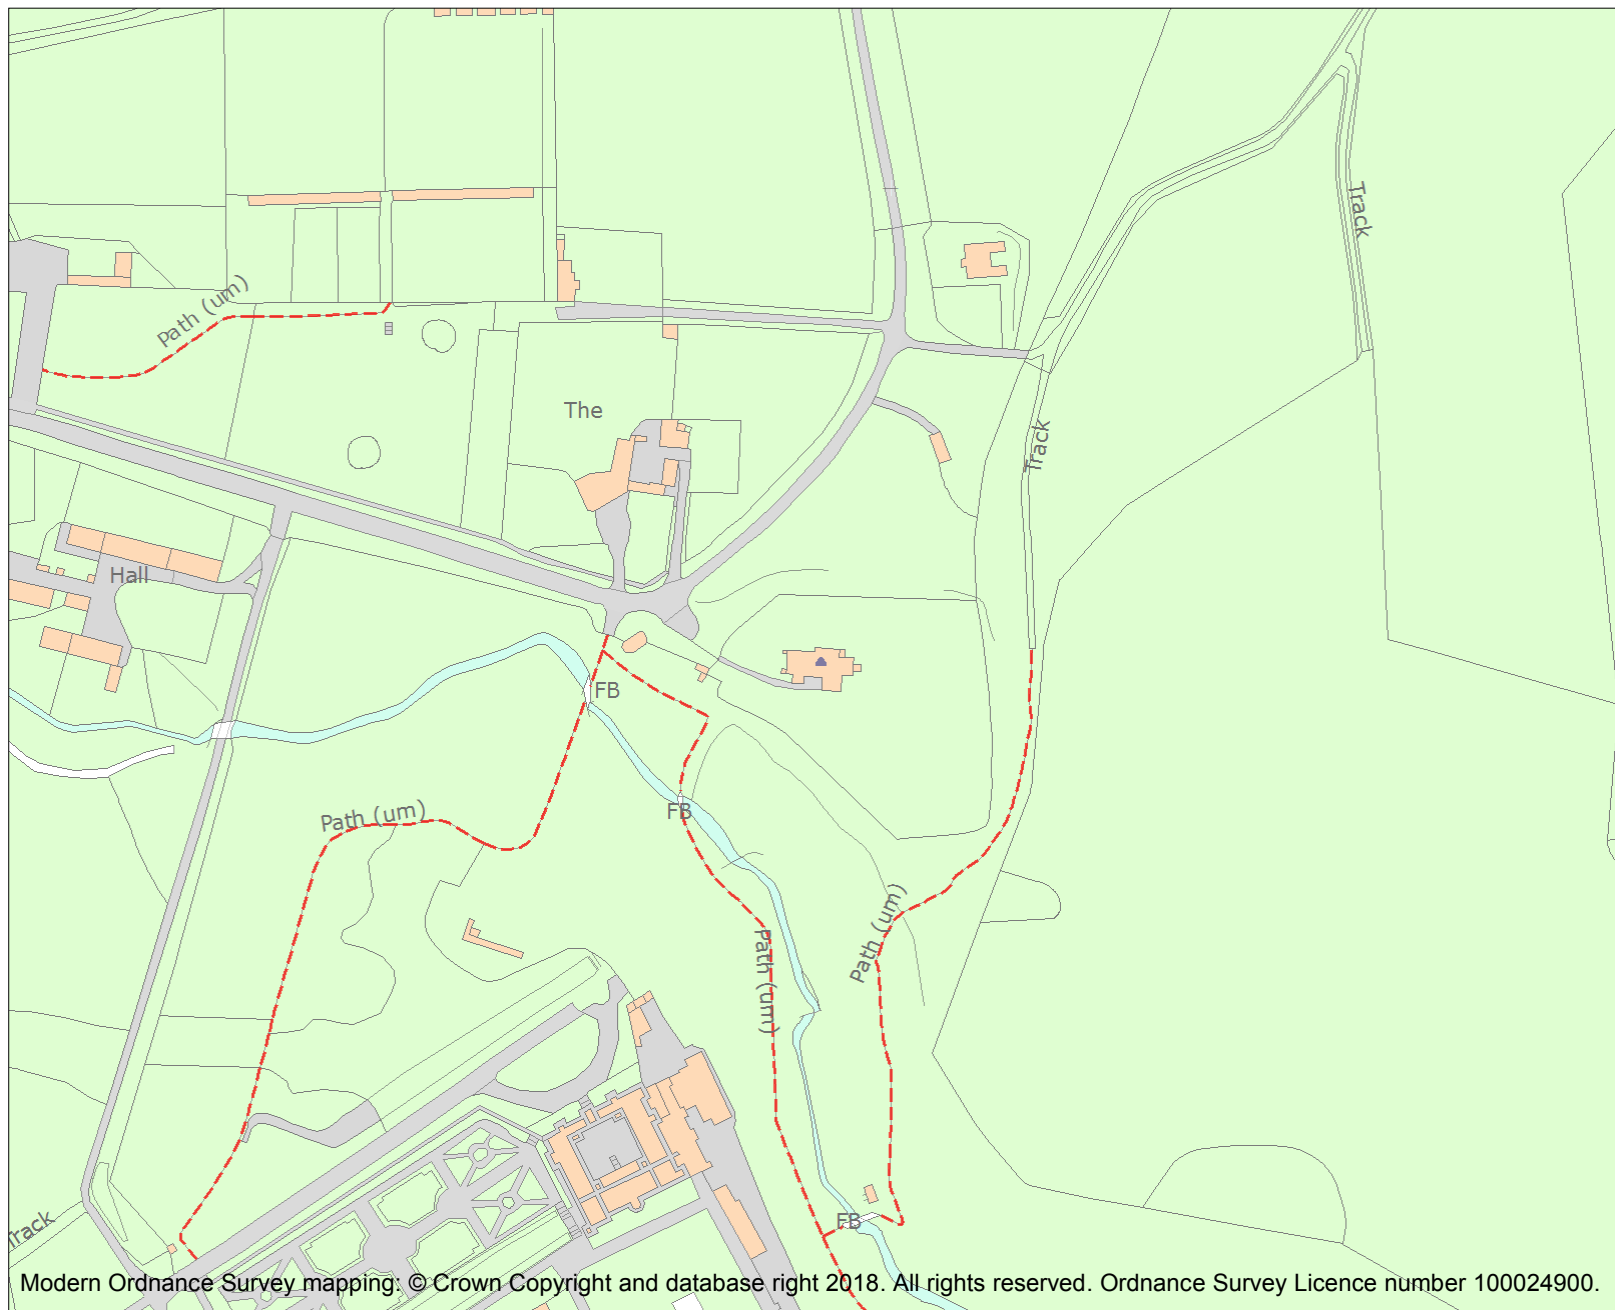 Track
Path (um)
The
Track
Hall
FB
FB
Path (um)
Path (um)
Path (um)
FB
Track
Modern Ordnance Survey mapping: © Crown Copyright and database right 2018. All rights reserved. Ordnance Survey Licence number 100024900.